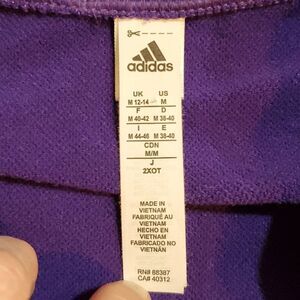 adidas
UK US
M 12-14 M
F D
M 40-42 M 38-40
I E
M 44-46 M 38-40
CDN
M/M
J
2XOT
MADE IN
VIETNAM
FABRIQUÉ AU
VIETNAM
HECHO EN
VIETNAM
FABRICADO NO
VIETNÃ
RN# 88387
CA# 40312